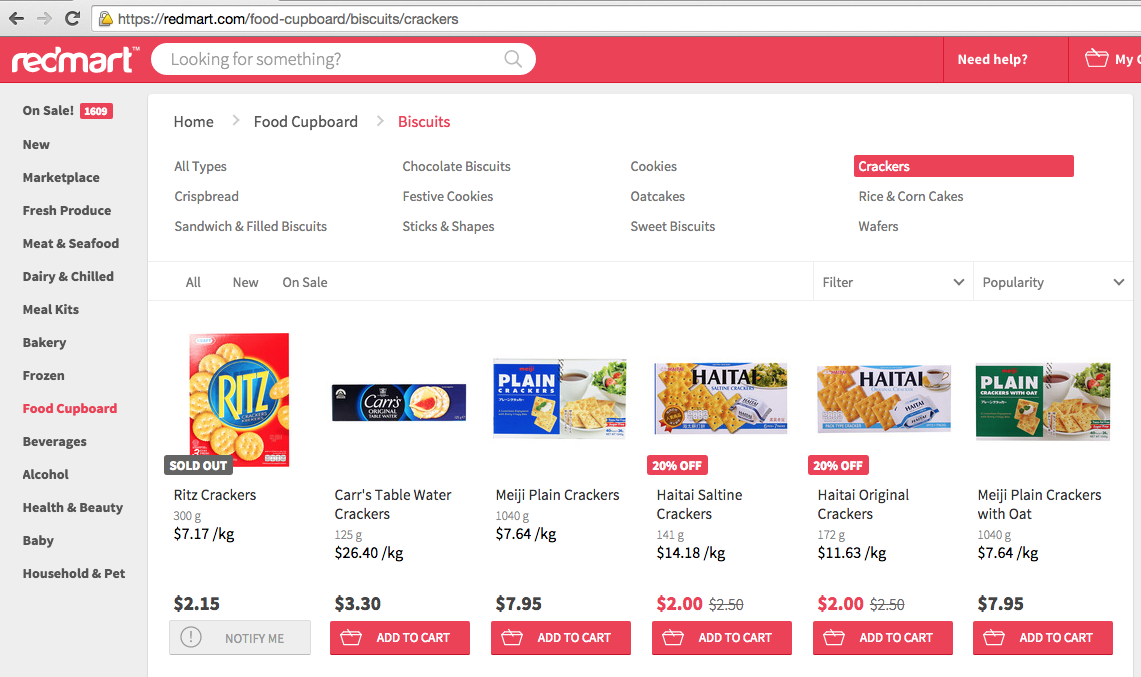 https://redmart.com/food-cupboard/biscuits/crackers
redmart™
Looking for something?
Need help?
My C
On Sale! 1609
New
Marketplace
Fresh Produce
Meat & Seafood
Dairy & Chilled
Meal Kits
Bakery
Frozen
Food Cupboard
Beverages
Alcohol
Health & Beauty
Baby
Household & Pet
Home > Food Cupboard > Biscuits
All Types Chocolate Biscuits Cookies Crackers
Crispbread Festive Cookies Oatcakes Rice & Corn Cakes
Sandwich & Filled Biscuits Sticks & Shapes Sweet Biscuits Wafers
All New On Sale Filter Popularity
RITZ
CRACKERS
SOLD OUT
Ritz Crackers
300 g
$7.17 /kg
$2.15
NOTIFY ME
Carr's
ORIGINAL
TABLE WATER
Carr's Table Water
Crackers
125 g
$26.40 /kg
$3.30
ADD TO CART
PLAIN
CRACKERS
Meiji Plain Crackers
1040 g
$7.64 /kg
$7.95
ADD TO CART
HAITAI
SALTINE
CRACKERS
20% OFF
Haitai Saltine
Crackers
141 g
$14.18 /kg
$2.00 $2.50
ADD TO CART
HAITAI
20% OFF
Haitai Original
Crackers
172 g
$11.63 /kg
$2.00 $2.50
ADD TO CART
PLAIN
CRACKERS WITH OAT
Meiji Plain Crackers
with Oat
1040 g
$7.64 /kg
$7.95
ADD TO CART